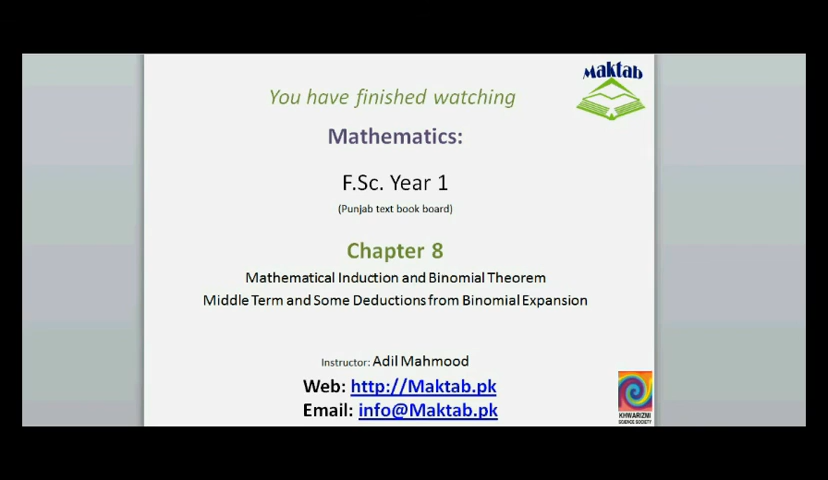 Maktab
You have finished watching
Mathematics:
F.Sc. Year 1
(Punjab text book board)
Chapter 8
Mathematical Induction and Binomial Theorem
Middle Term and Some Deductions from Binomial Expansion
Instructor: Adil Mahmood
Web: http://Maktab.pk
Email: info@Maktab.pk
KHWARIZMI
SCIENCE SOCIETY